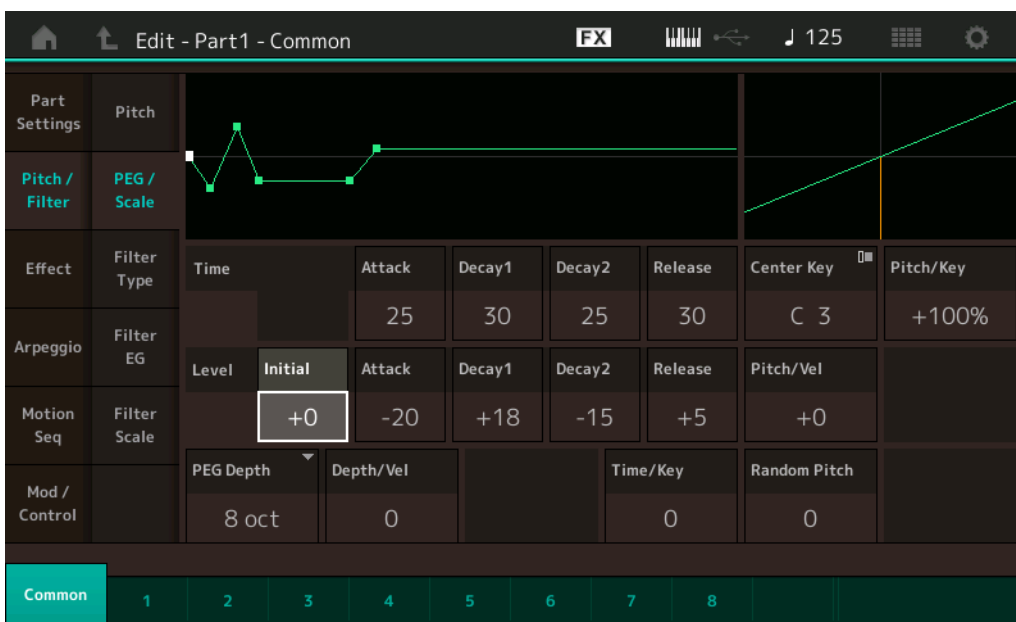 Edit - Part1 - Common
FX
♩ 125
Part
Settings
Pitch
Pitch /
Filter
PEG /
Scale
Effect
Filter
Type
Arpeggio
Filter
EG
Motion
Seq
Filter
Scale
Mod /
Control
Time
Attack
Decay1
Decay2
Release
Center Key
Pitch/Key
25
30
25
30
C 3
+100%
Level
Initial
Attack
Decay1
Decay2
Release
Pitch/Vel
+0
-20
+18
-15
+5
+0
PEG Depth
Depth/Vel
Time/Key
Random Pitch
8 oct
0
0
0
Common
1
2
3
4
5
6
7
8